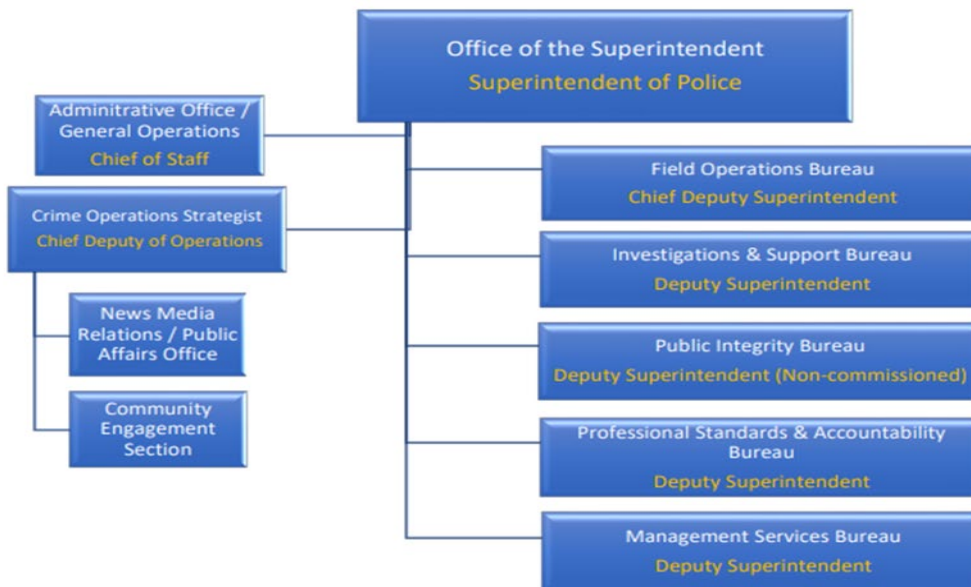 Office of the Superintendent
Superintendent of Police
Adminitrative Office /
General Operations
Chief of Staff
Crime Operations Strategist
Chief Deputy of Operations
News Media
Relations / Public
Affairs Office
Community
Engagement
Section
Field Operations Bureau
Chief Deputy Superintendent
Investigations & Support Bureau
Deputy Superintendent
Public Integrity Bureau
Deputy Superintendent (Non-commissioned)
Professional Standards & Accountability
Bureau
Deputy Superintendent
Management Services Bureau
Deputy Superintendent